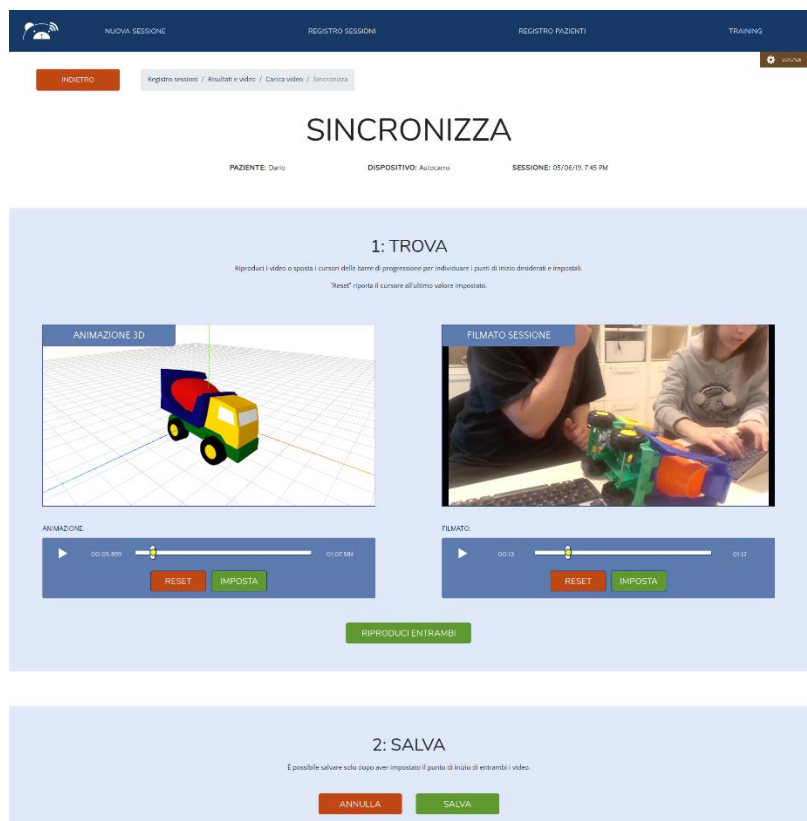 NUOVA SESSIONE
REGISTRO SESSIONI
REGISTRO PAZIENTI
TRAINING
INDIETRO
Registro sessioni / Risultati e video / Carica video / Sincronizza
SINCRONIZZA
PAZIENTE: Dario
DISPOSITIVO: Autocarro
SESSIONE: 05/06/19, 7:45 PM
1: TROVA
Riproduci i video o sposta i cursori delle barre di progressione per individuare i punti di inizio desiderati e impostali.
"Reset" riporta il cursore all'ultimo valore impostato.
ANIMAZIONE 3D
FILMATO SESSIONE
ANIMAZIONE:
00:05.899
01:07.584
RESET
IMPOSTA
FILMATO:
00:13
01:12
RESET
IMPOSTA
RIPRODUCI ENTRAMBI
2: SALVA
È possibile salvare solo dopo aver impostato il punto di inizio di entrambi i video.
ANNULLA
SALVA